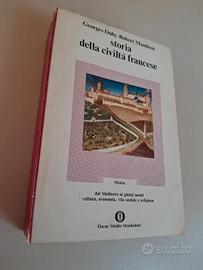 Georges Duby-Robert Mandrou
storia
della civiltà francese
Storia
dal Medioevo ai giorni nostri
cultura, economia, vita sociale e religiosa
Oscar Studio Mondadori
subito